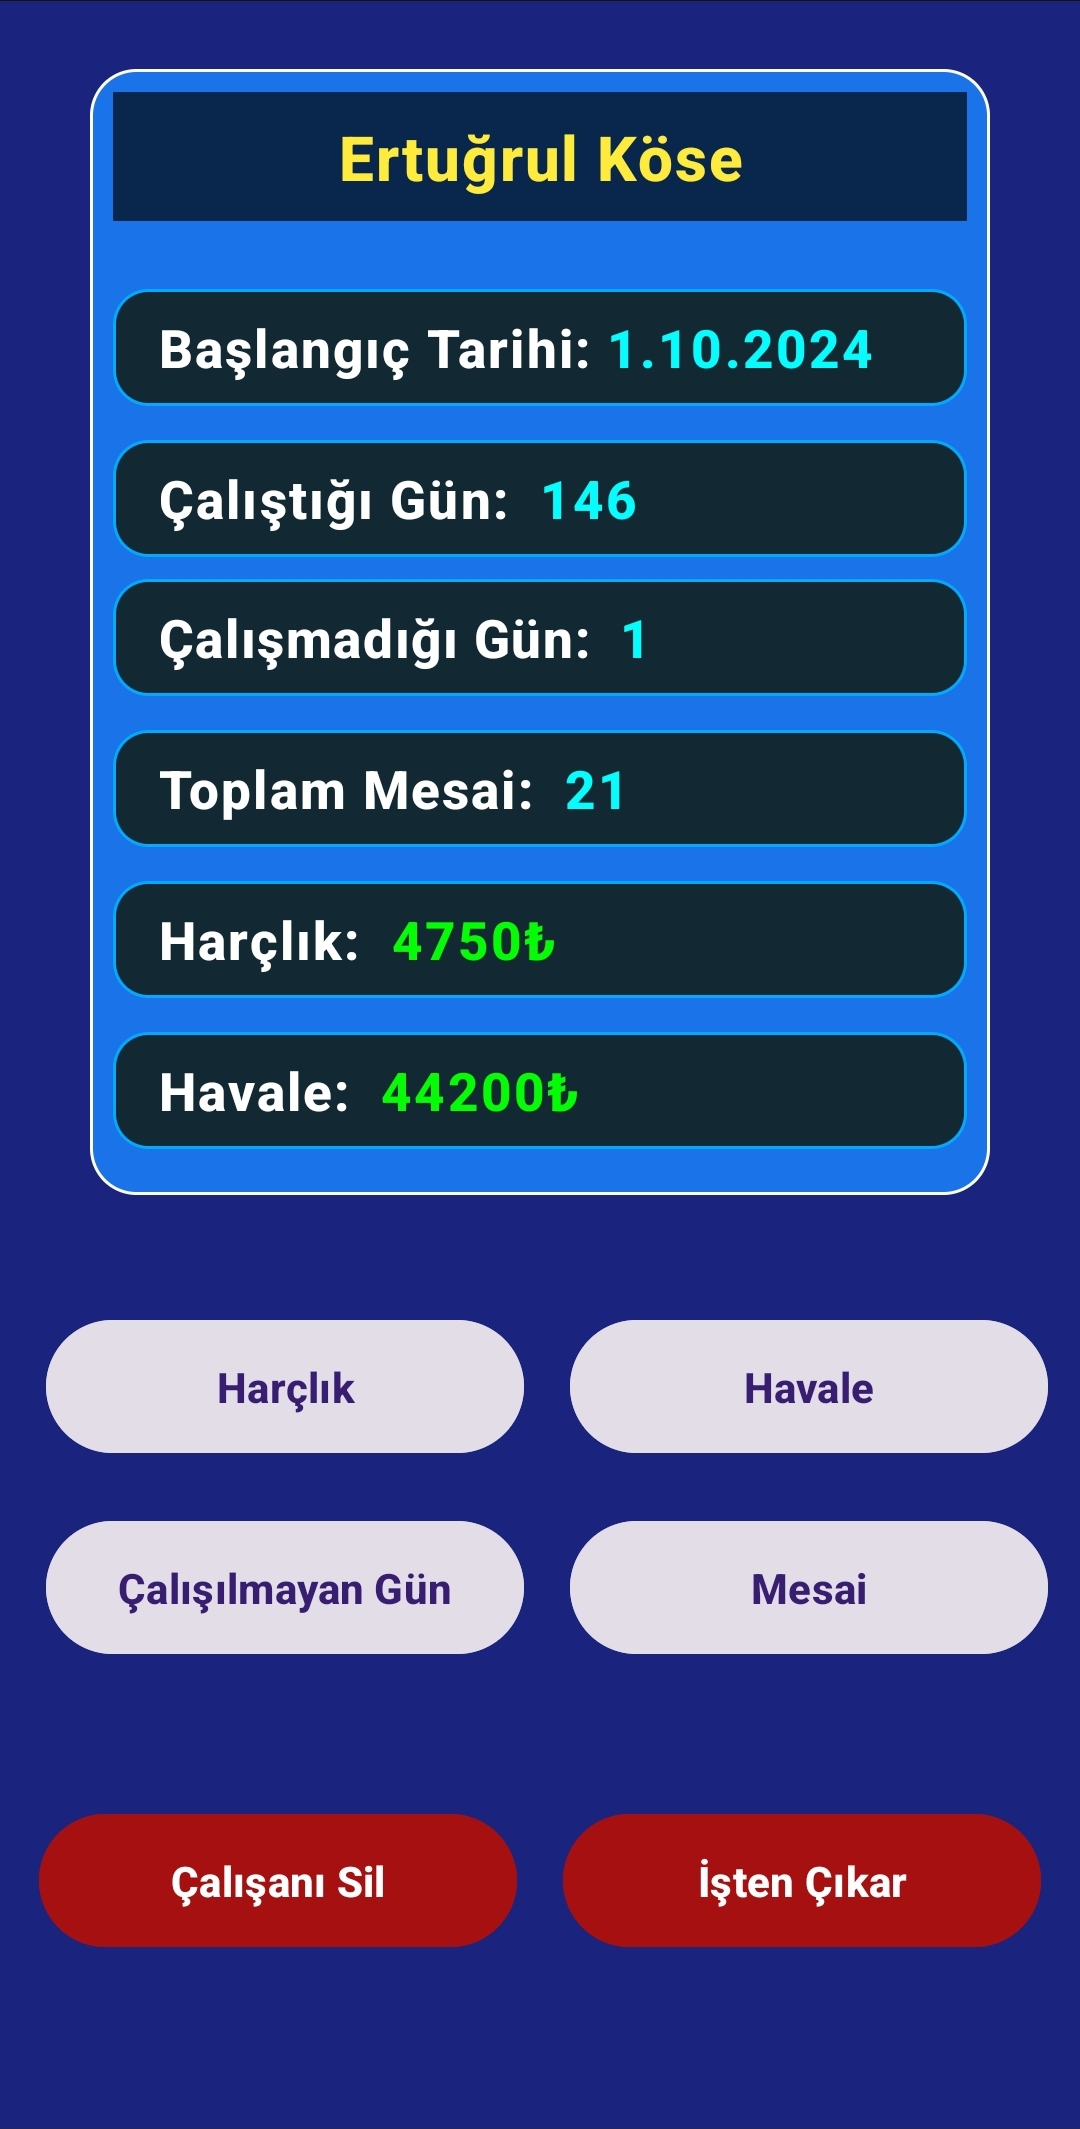 Ertuğrul Köse
Başlangıç Tarihi: 1.10.2024
Çalıştığı Gün: 146
Çalışmadığı Gün: 1
Toplam Mesai: 21
Harçlık: 4750₺
Havale: 44200₺
Harçlık
Havale
Çalışılmayan Gün
Mesai
Çalışanı Sil
İşten Çıkar